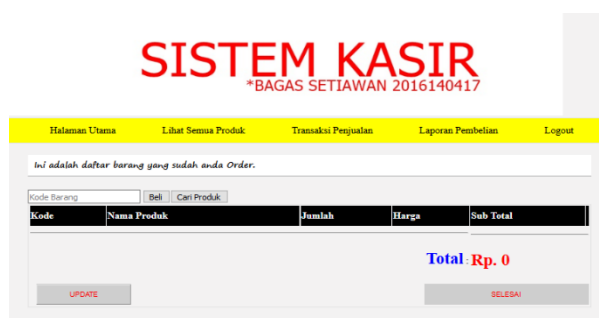 SISTEM KASIR
*BAGAS SETIAWAN 2016140417
Halaman Utama Lihat Semua Produk Transaksi Penjualan Laporan Pembelian Logout
Ini adalah daftar barang yang sudah anda Order.
Kode Barang Beli Cari Produk
Kode Nama Produk Jumlah Harga Sub Total
Total : Rp. 0
UPDATE SELESAI